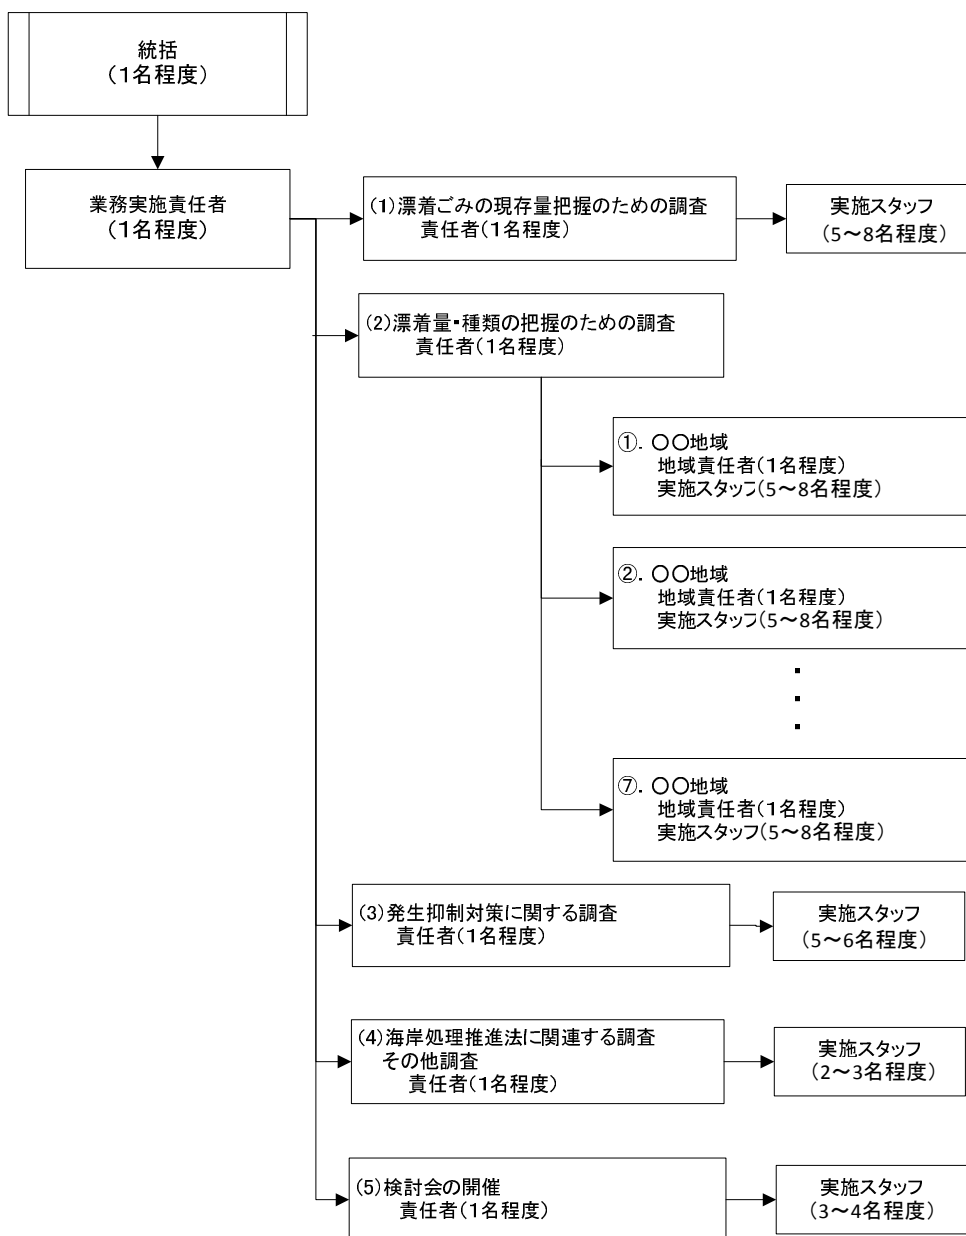 統括
(1名程度)
業務実施責任者
(1名程度)
(1)漂着ごみの現存量把握のための調査
責任者(1名程度)
実施スタッフ
(5～8名程度)
(2)漂着量・種類の把握のための調査
責任者(1名程度)
①. ○○地域
地域責任者(1名程度)
実施スタッフ(5～8名程度)
②. ○○地域
地域責任者(1名程度)
実施スタッフ(5～8名程度)
⑦. ○○地域
地域責任者(1名程度)
実施スタッフ(5～8名程度)
(3)発生抑制対策に関する調査
責任者(1名程度)
実施スタッフ
(5～6名程度)
(4)海岸処理推進法に関連する調査
その他調査
責任者(1名程度)
実施スタッフ
(2～3名程度)
(5)検討会の開催
責任者(1名程度)
実施スタッフ
(3～4名程度)